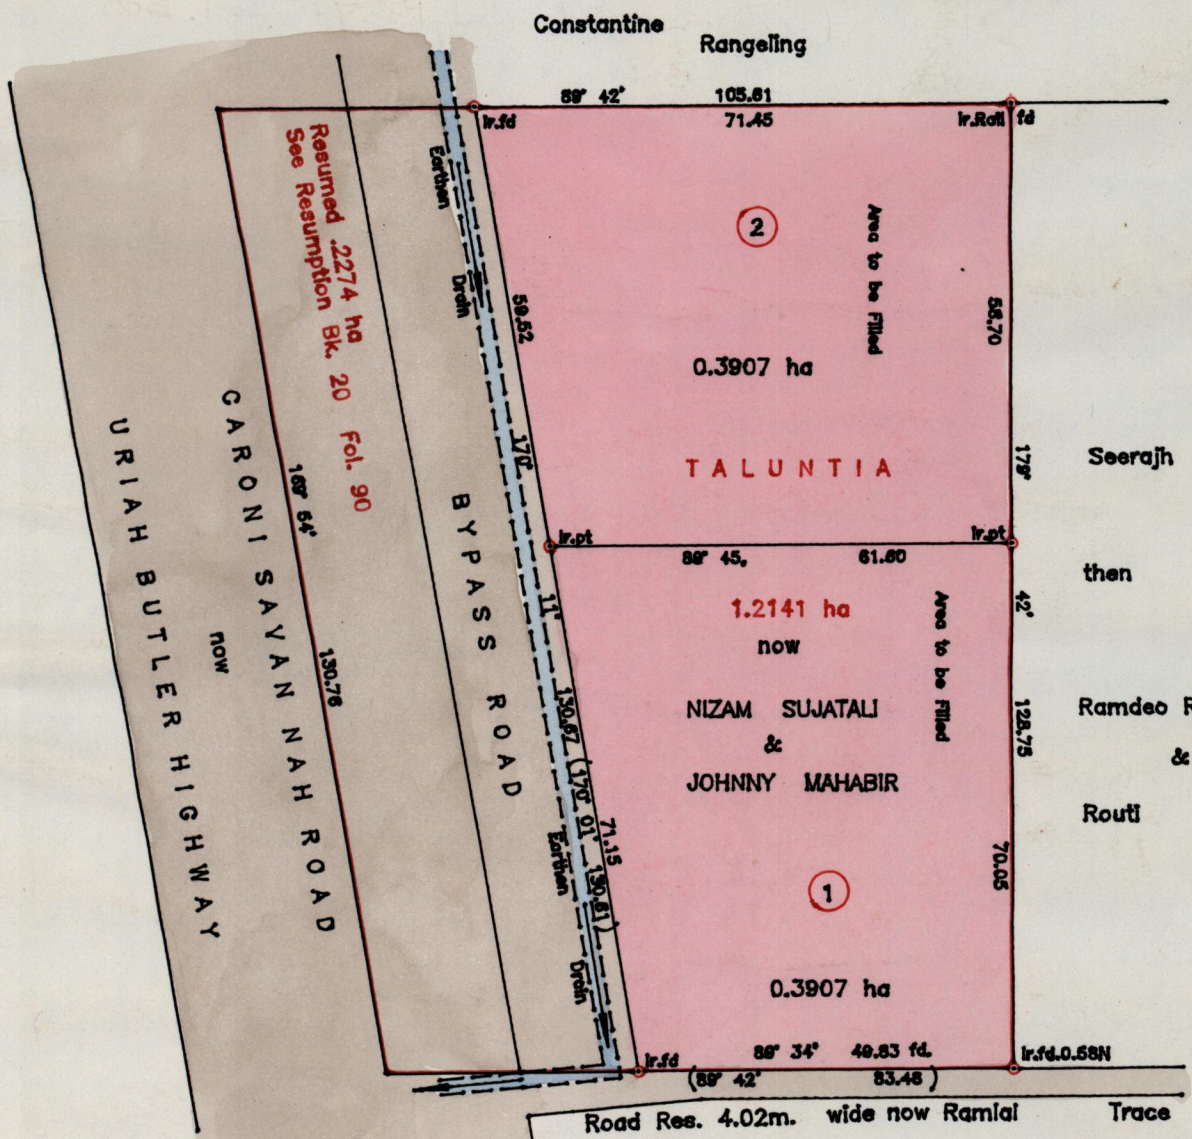 Constantine
Rangeling
89° 42'
105.61
Ir.fd
71.45
Ir.Rail fd
Earthen
Drain
Resumed .2274 ha
See Resumption Bk. 20 Fol. 90
2
Area to be Filled
59.52
58.70
0.3907 ha
TALUNTIA
170°
179°
Seerajh
Ir.pt
Ir.pt
89° 45,
61.60
then
11'
42'
1.2141 ha
now
Area to be Filled
NIZAM SUJATALI
&
JOHNNY MAHABIR
Ramdeo R
&
Routi
128.75
130.67 (170° 01' 130.61)
71.15
70.05
Earthen
Drain
1
0.3907 ha
BYPASS ROAD
169° 54'
130.76
CARONI SAVAN NAH ROAD
now
URIAH BUTLER HIGHWAY
Ir.fd
89° 34' 49.83 fd.
(89° 42' 83.46)
Ir.fd.0.58N
Road Res. 4.02m. wide now Ramlal Trace